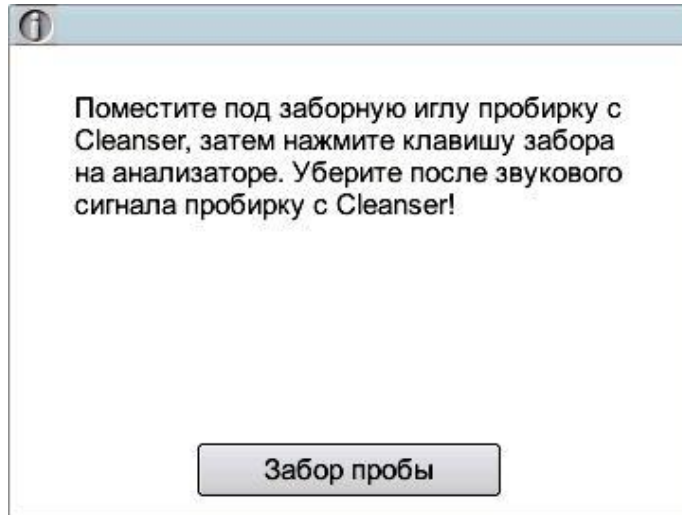 Поместите под заборную иглу пробирку с
Cleanser, затем нажмите клавишу забора
на анализаторе. Уберите после звукового
сигнала пробирку с Cleanser!
Забор пробы